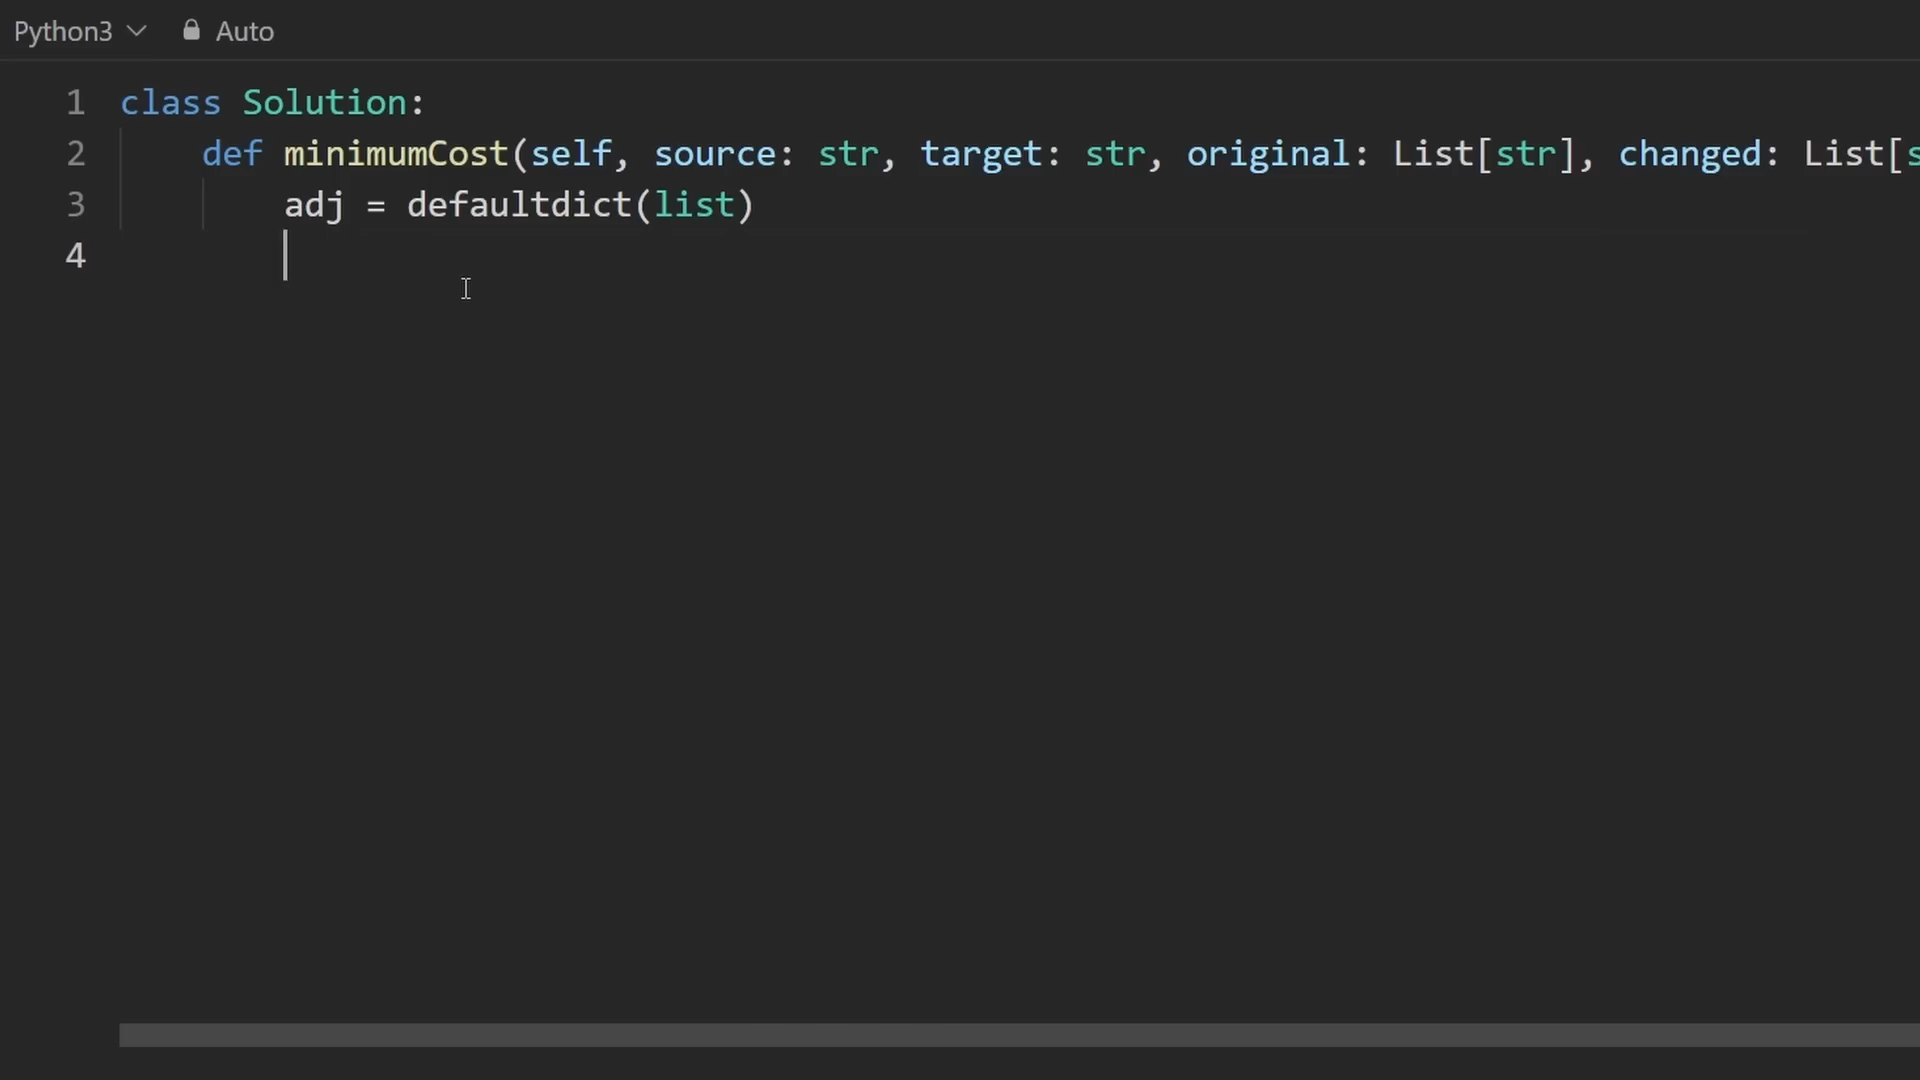 Python3 Auto
1 class Solution:
2 def minimumCost(self, source: str, target: str, original: List[str], changed: List[s
3 adj = defaultdict(list)
4